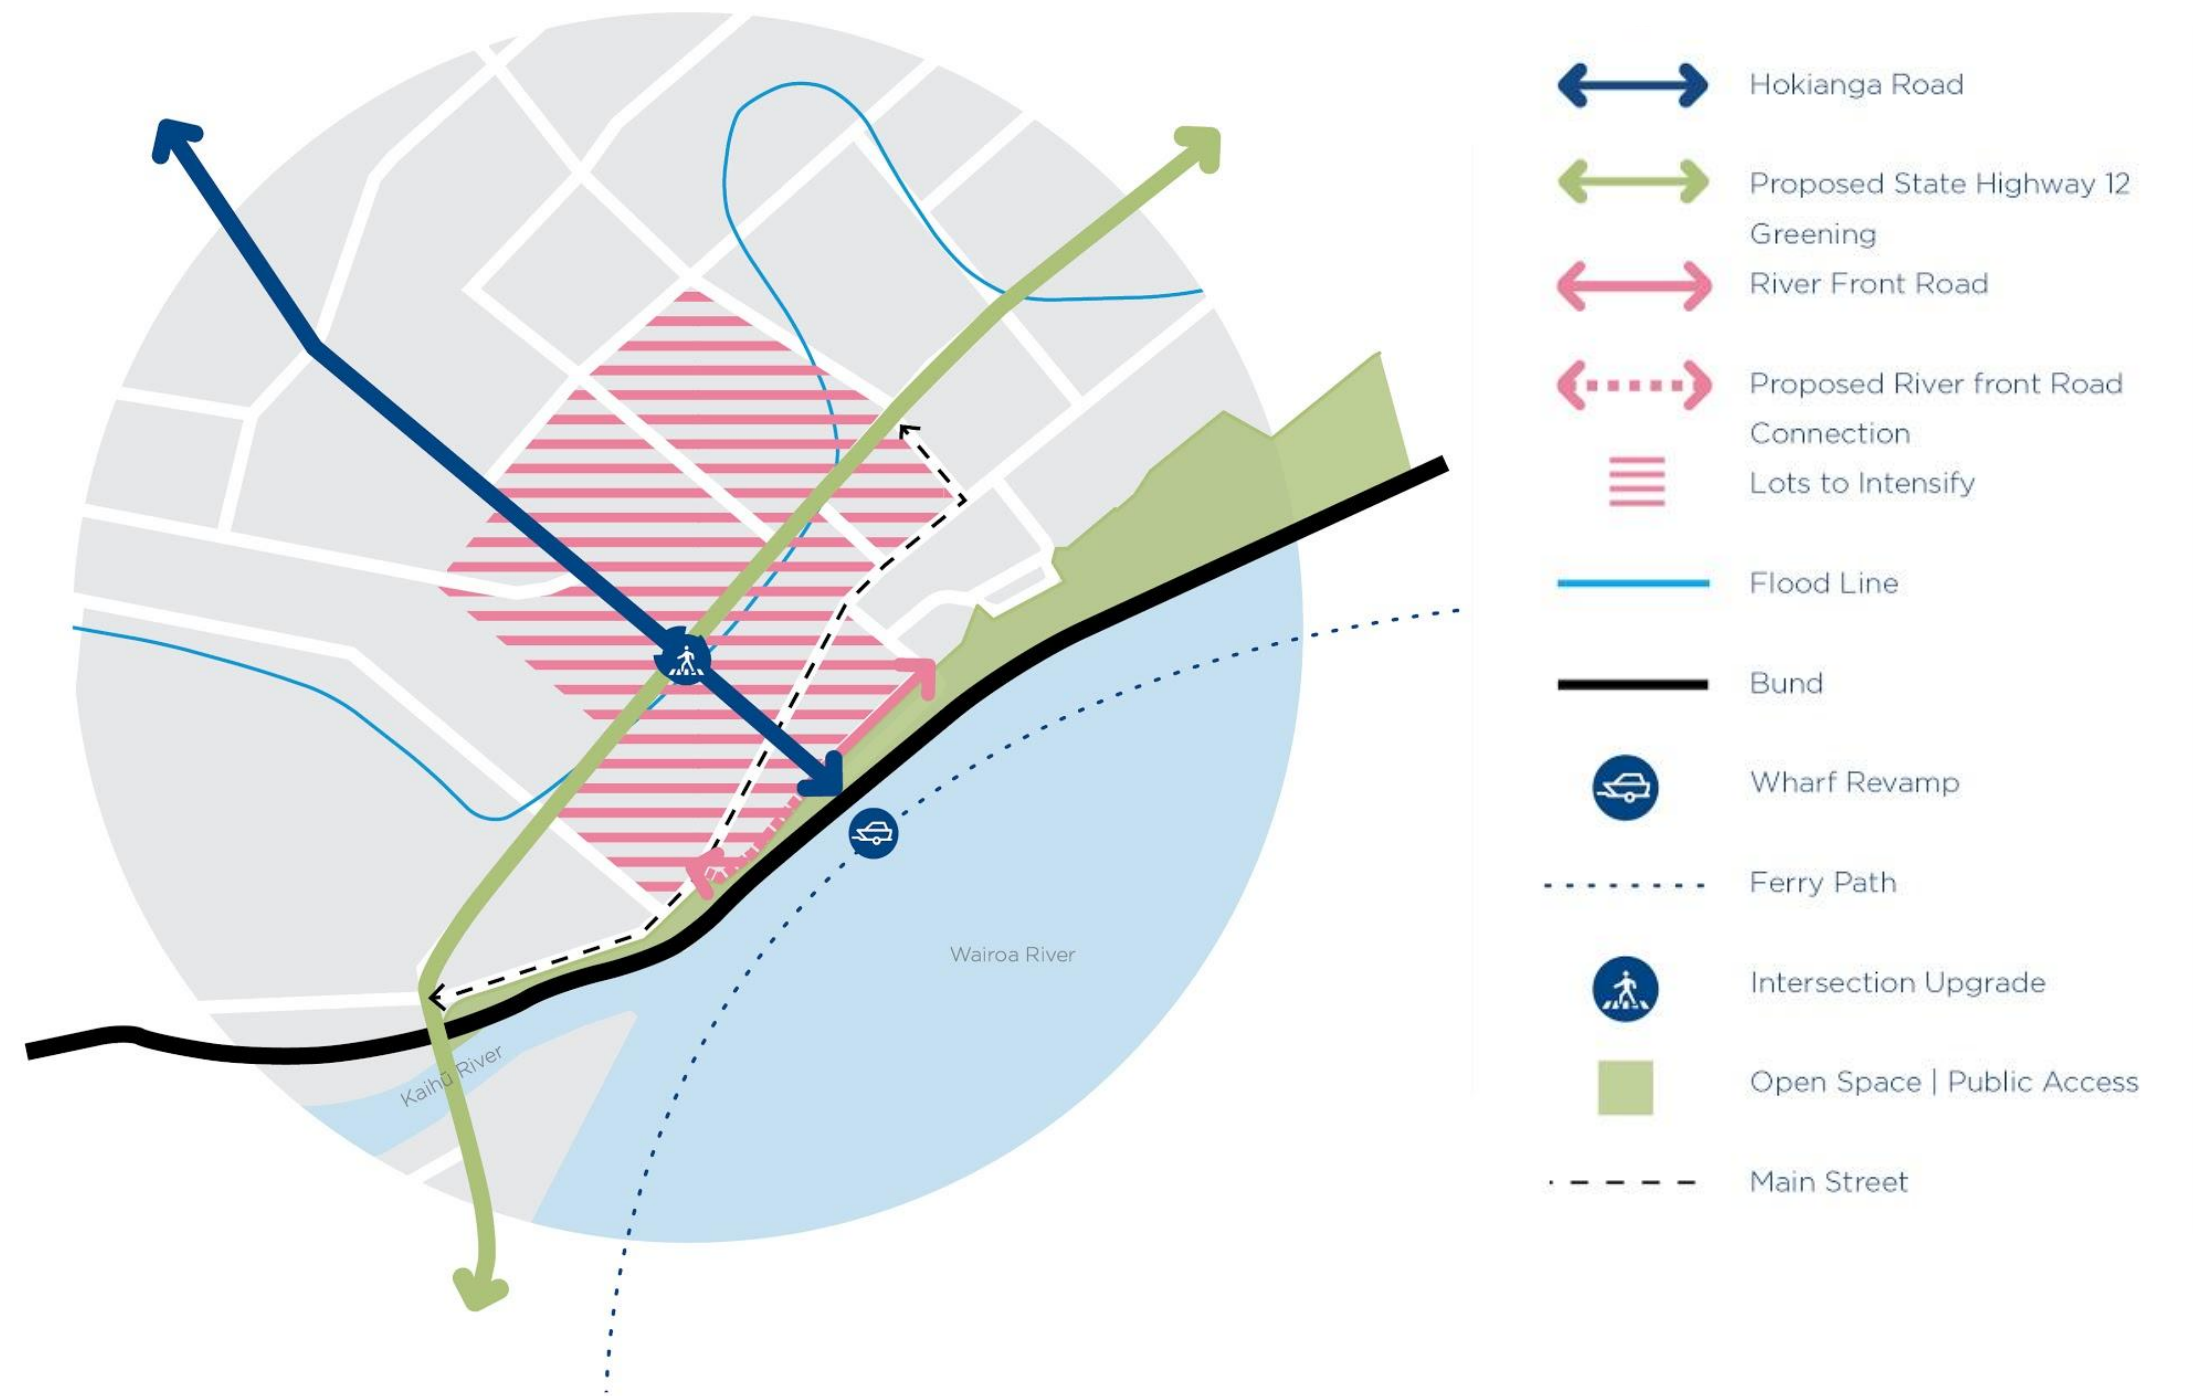 Hokianga Road
Proposed State Highway 12
Greening
River Front Road
Proposed River front Road
Connection
Lots to Intensify
Flood Line
Bund
Wharf Revamp
Ferry Path
Intersection Upgrade
Open Space | Public Access
Main Street
Wairoa River
Kaihū River